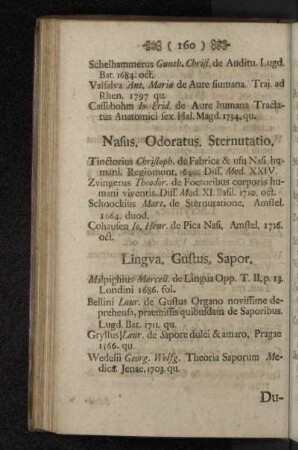 ( 160 )
Schelhammerus Gunth. Christ. de Auditu. Lugd.
Bat. 1684. oct.
Valsalva Ant. Maria de Aure humana. Traj. ad
Rhen. 1707 qu.
Cassebohm Io. Frid. de Aure humana Tracta-
tus Anatomici sex. Hal. Magd. 1734. qu.
Nasus, Odoratus, Sternutatio,
Tinctorius Christoph. de Fabrica & usu Nasi hu-
mani. Regiomont. 1640. Diss. Med. XXIV.
Zvingerus Theodor. de Foetoribus corporis hu-
mani viventis. Diss. Med. XI. Basil. 1710. oct.
Schoockius Mart. de Sternutatione, Amstel.
1664. duod.
Cohausen Io. Henr. de Pica Nasi, Amstel. 1716.
oct.
Lingva, Gustus, Sapor,
Malpighius Marcell. de Lingua Opp. T. II. p. 13.
Londini 1686. fol.
Bellini Laur. de Gustus Organo novissime de-
prehensa, praemissis quibusdam de Saporibus.
Lugd. Bat. 1711. qu.
Gryllus Laur. de Sapore dulci & amaro, Pragae
1566. qu.
Wedelii Georg. Wolfg. Theoria Saporum Me-
dica. Jenae. 1703. qu.
Du-